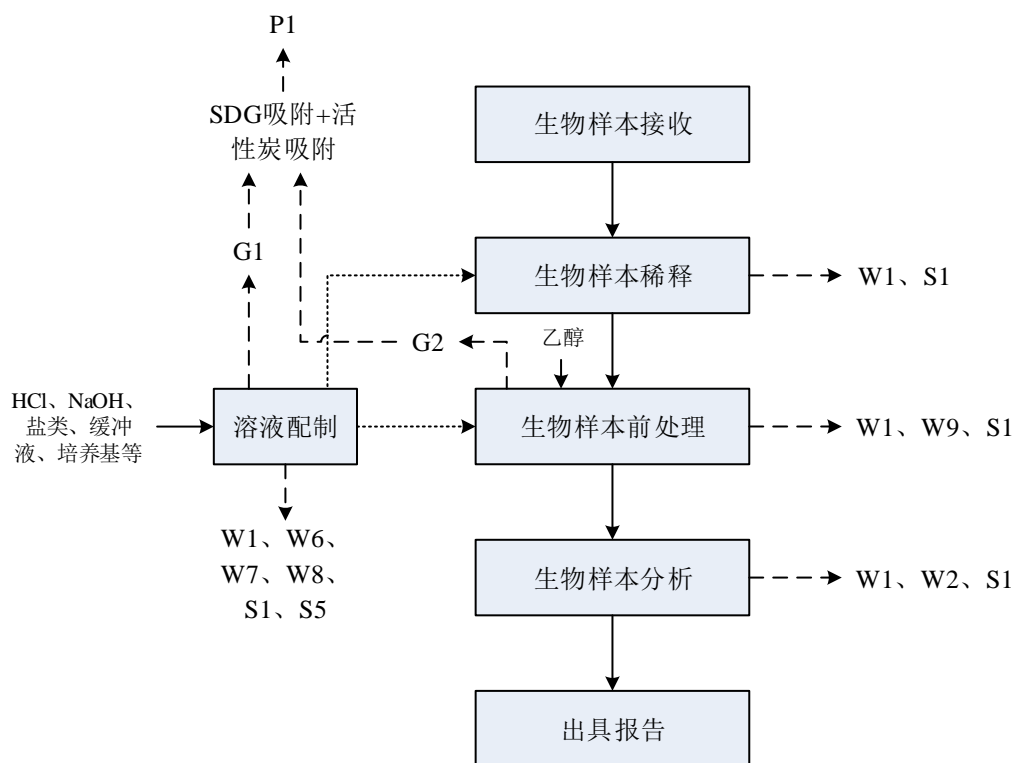 P1
SDG吸附+活
性炭吸附
生物样本接收
G1
生物样本稀释
W1、S1
G2
乙醇
HCl、NaOH、
盐类、缓冲
液、培养基等
溶液配制
生物样本前处理
W1、W9、S1
W1、W6、
W7、W8、
S1、S5
生物样本分析
W1、W2、S1
出具报告